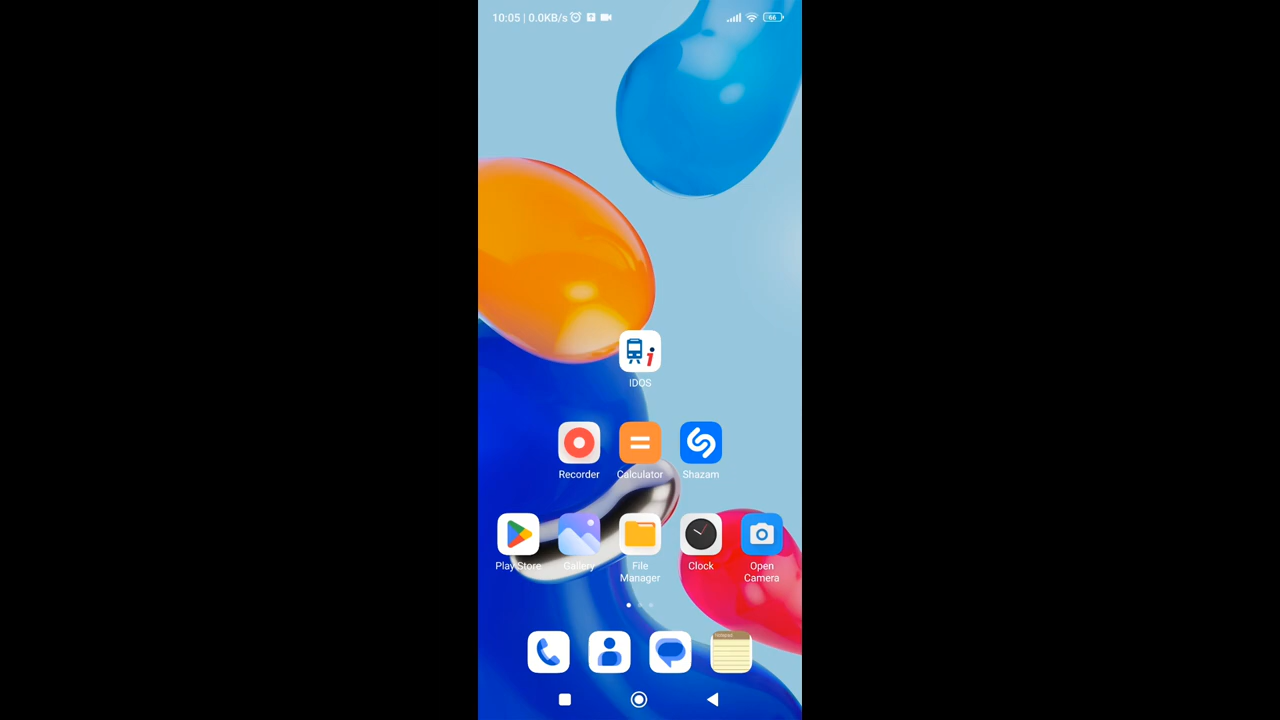 10:05 | 0.0KB/s
66
IDOS
Recorder Calculator Shazam
Play Store Gallery File Manager Clock Open Camera